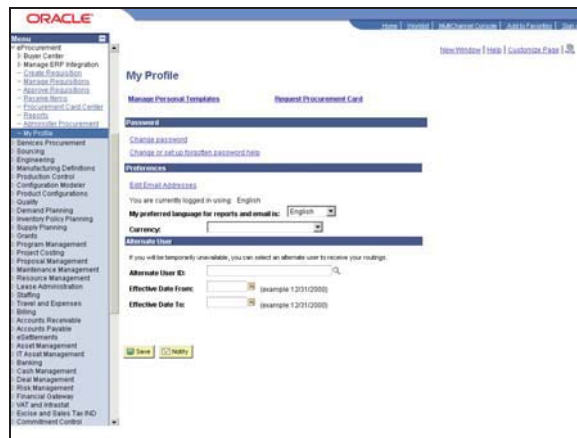 ORACLE
Home | Worklist | MultiChannel Console | Add to Favorites | Sign
Menu
New Window | Help | Customize Page |
eProcurement
Buyer Center
Manage ERP Integration
Create Requisition
Manage Requisitions
Approve Requisitions
Receive Items
Procurement Card Center
Reports
Administer Procurement
My Profile
Services Procurement
Sourcing
Engineering
Manufacturing Definitions
Production Control
Configuration Modeler
Product Configurations
Quality
Demand Planning
Inventory Policy Planning
Supply Planning
Grants
Program Management
Project Costing
Proposal Management
Maintenance Management
Resource Management
Lease Administration
Staffing
Travel and Expenses
Billing
Accounts Receivable
Accounts Payable
eSettlements
Asset Management
IT Asset Management
Banking
Cash Management
Deal Management
Risk Management
Financial Gateway
VAT and Intrastat
Excise and Sales Tax IND
Commitment Control
My Profile
Manage Personal Templates
Request Procurement Card
Password
Change password
Change or set up forgotten password help
Preferences
Edit Email Addresses
You are currently logged in using: English
My preferred language for reports and email is: English
Currency:
Alternate User
If you will be temporarily unavailable, you can select an alternate user to receive your routings.
Alternate User ID:
Effective Date From: (example:12/31/2000)
Effective Date To: (example:12/31/2000)
Save
Notify